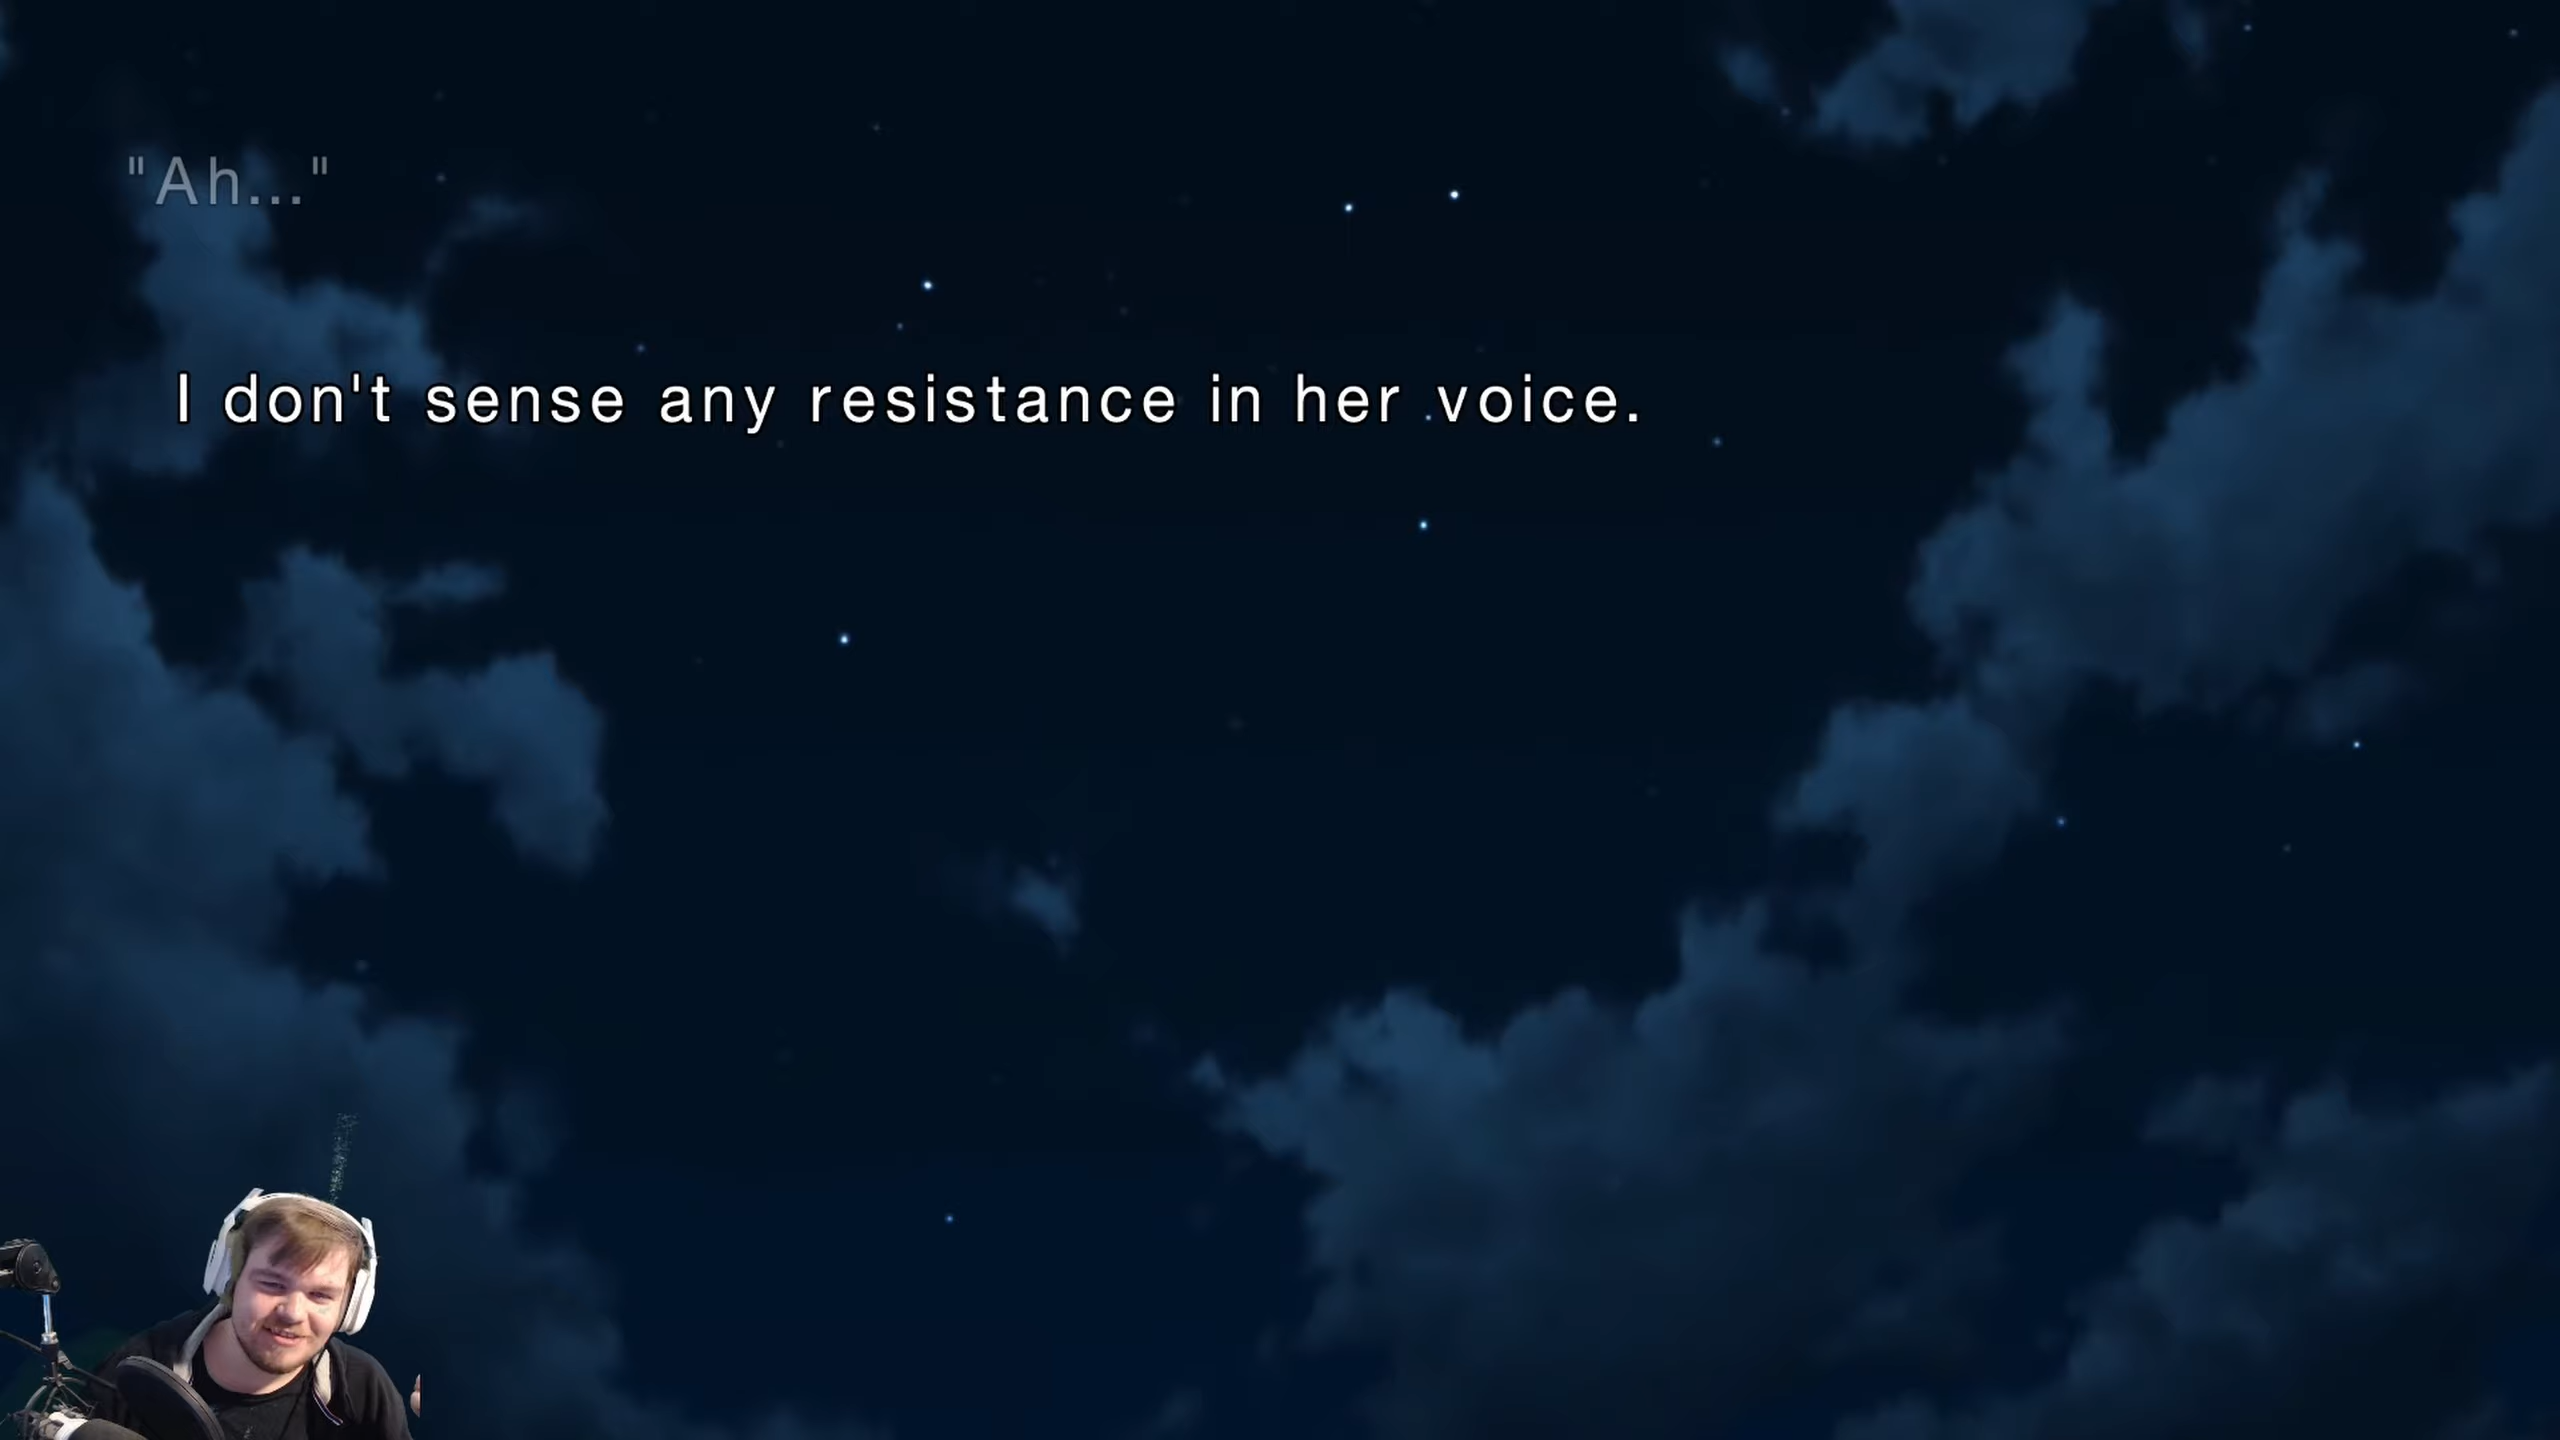 "Ah..."
I don't sense any resistance in her voice.